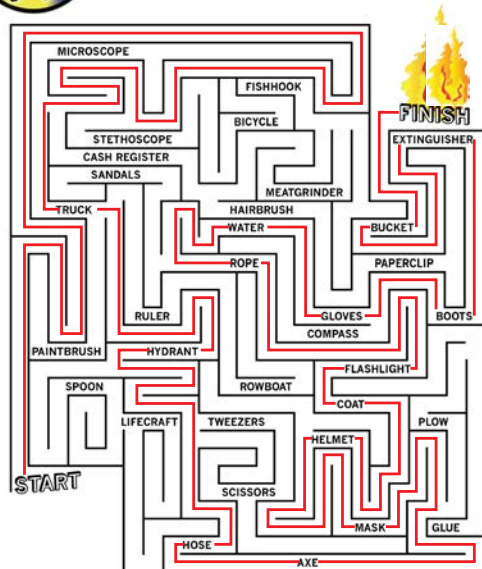 MICROSCOPE
FISHHOOK
FINISH
BICYCLE
STETHOSCOPE
EXTINGUISHER
CASH REGISTER
SANDALS
MEATGRINDER
TRUCK
HAIRBRUSH
WATER
BUCKET
ROPE
PAPERCLIP
RULER
GLOVES
BOOTS
COMPASS
PAINTBRUSH
HYDRANT
FLASHLIGHT
SPOON
ROWBOAT
COAT
LIFECRAFT
TWEEZERS
PLOW
HELMET
START
SCISSORS
MASK
GLUE
HOSE
AXE